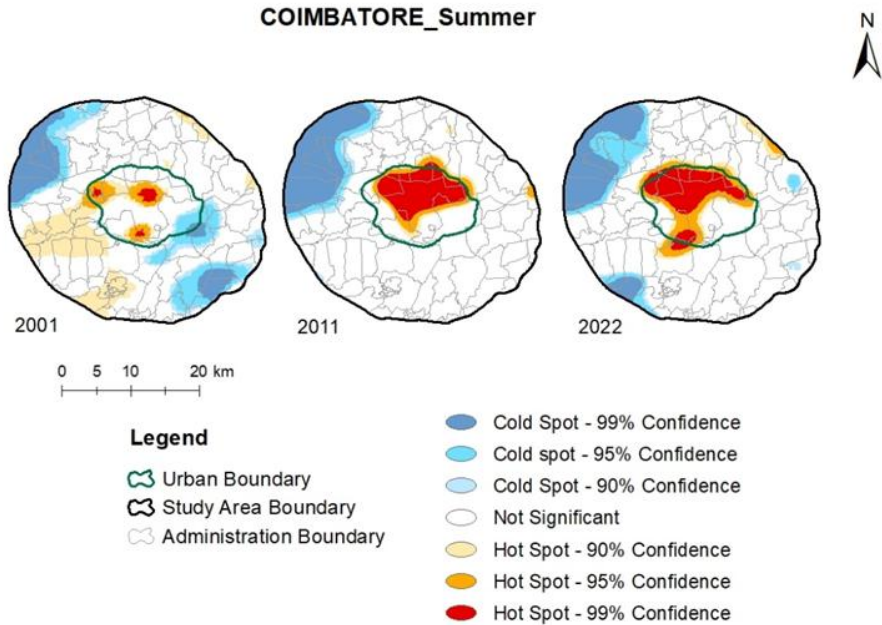 COIMBATORE_Summer
N
2001
2011
2022
0 5 10 20 km
Legend
Urban Boundary
Study Area Boundary
Administration Boundary
Cold Spot - 99% Confidence
Cold spot - 95% Confidence
Cold Spot - 90% Confidence
Not Significant
Hot Spot - 90% Confidence
Hot Spot - 95% Confidence
Hot Spot - 99% Confidence